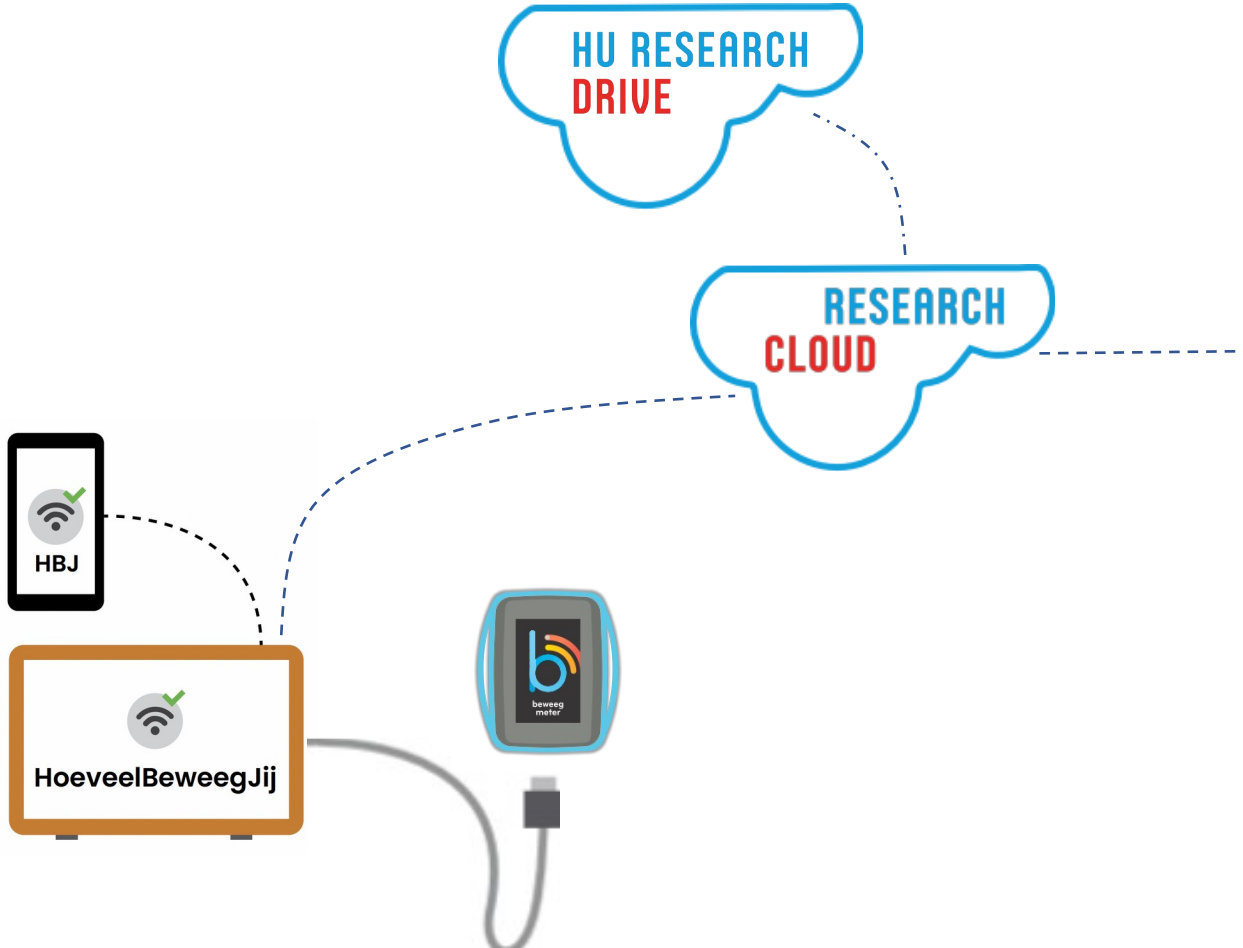 HU RESEARCH
DRIVE
RESEARCH
CLOUD
HBJ
HoeveelBeweegJij
b
beweeg
meter